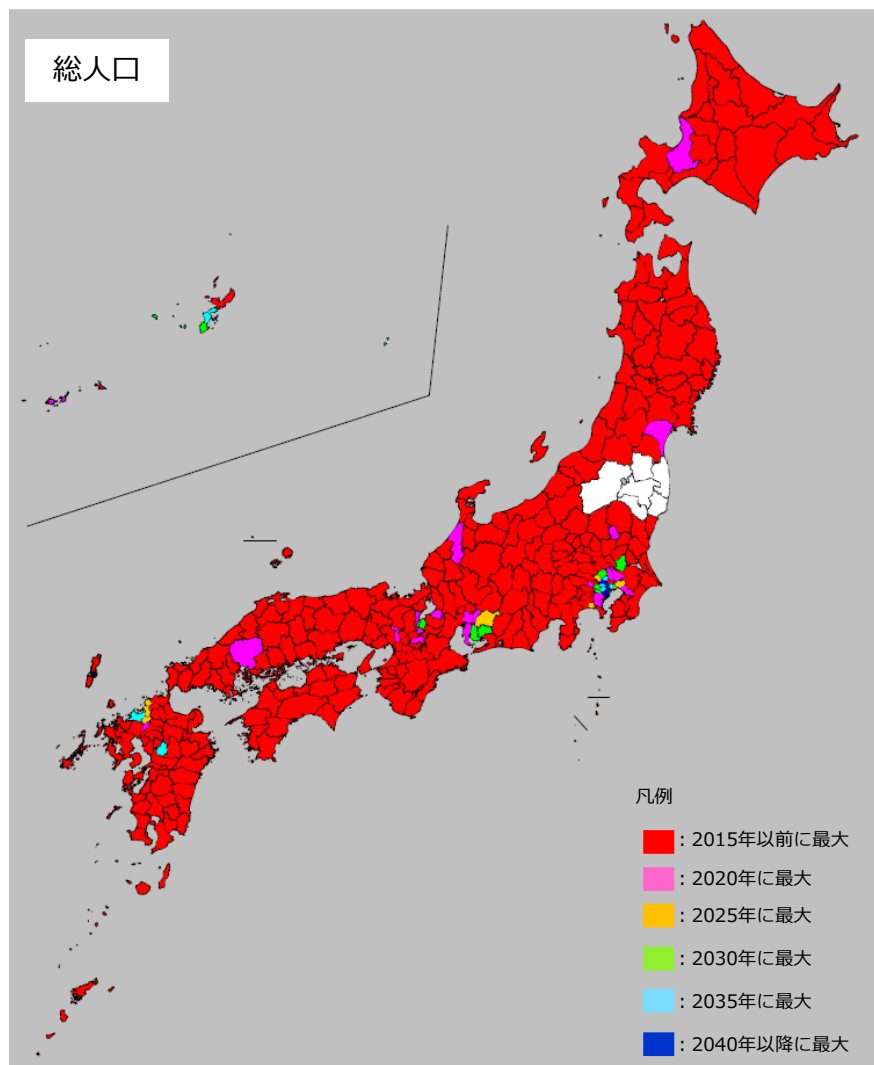 総人口
凡例
：2015年以前に最大
：2020年に最大
：2025年に最大
：2030年に最大
：2035年に最大
：2040年以降に最大